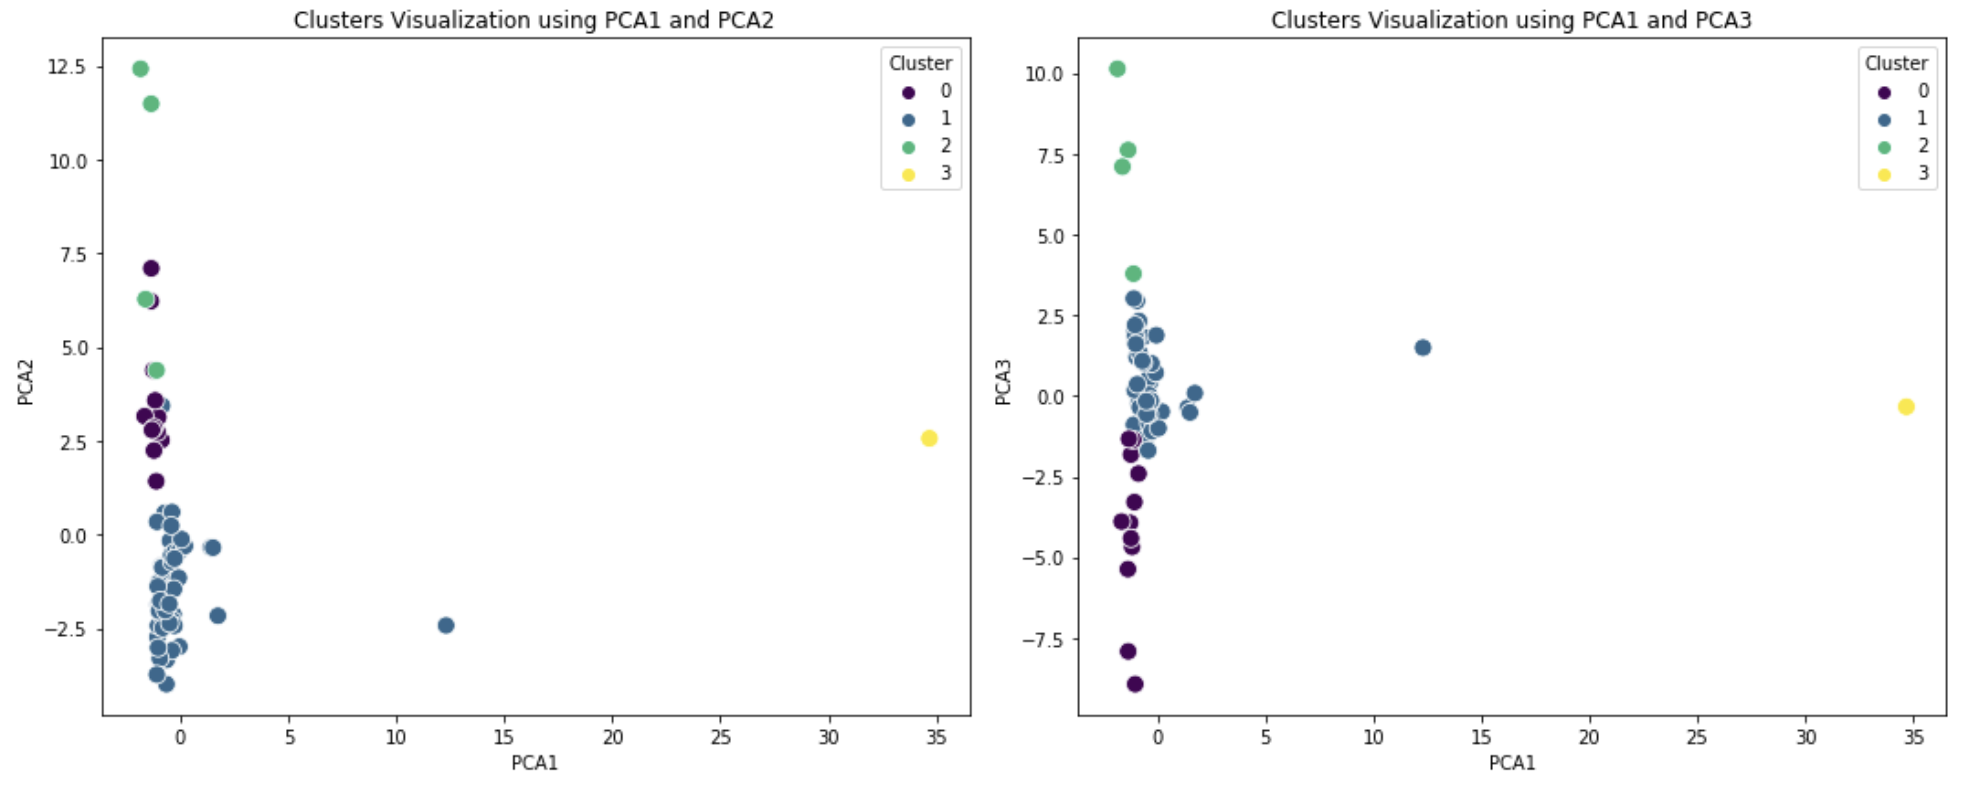 Clusters Visualization using PCA1 and PCA2
12.5
10.0
7.5
5.0
2.5
0.0
−2.5
PCA2
0 5 10 15 20 25 30 35
PCA1
Cluster
0
1
2
3
Clusters Visualization using PCA1 and PCA3
10.0
7.5
5.0
2.5
0.0
−2.5
−5.0
−7.5
PCA3
0 5 10 15 20 25 30 35
PCA1
Cluster
0
1
2
3